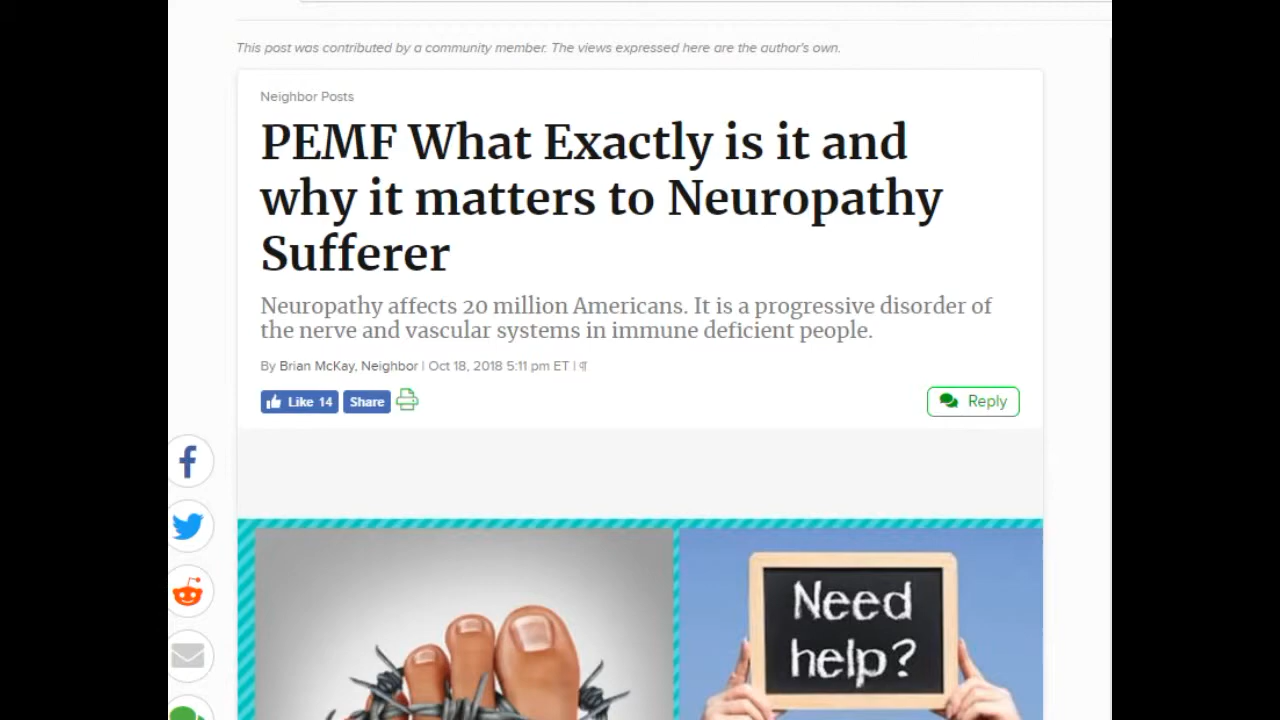 This post was contributed by a community member. The views expressed here are the author's own.
Neighbor Posts
PEMF What Exactly is it and
why it matters to Neuropathy
Sufferer
Neuropathy affects 20 million Americans. It is a progressive disorder of
the nerve and vascular systems in immune deficient people.
By Brian McKay, Neighbor | Oct 18, 2018 5:11 pm ET |
Like 14 Share
Reply
Need
help?